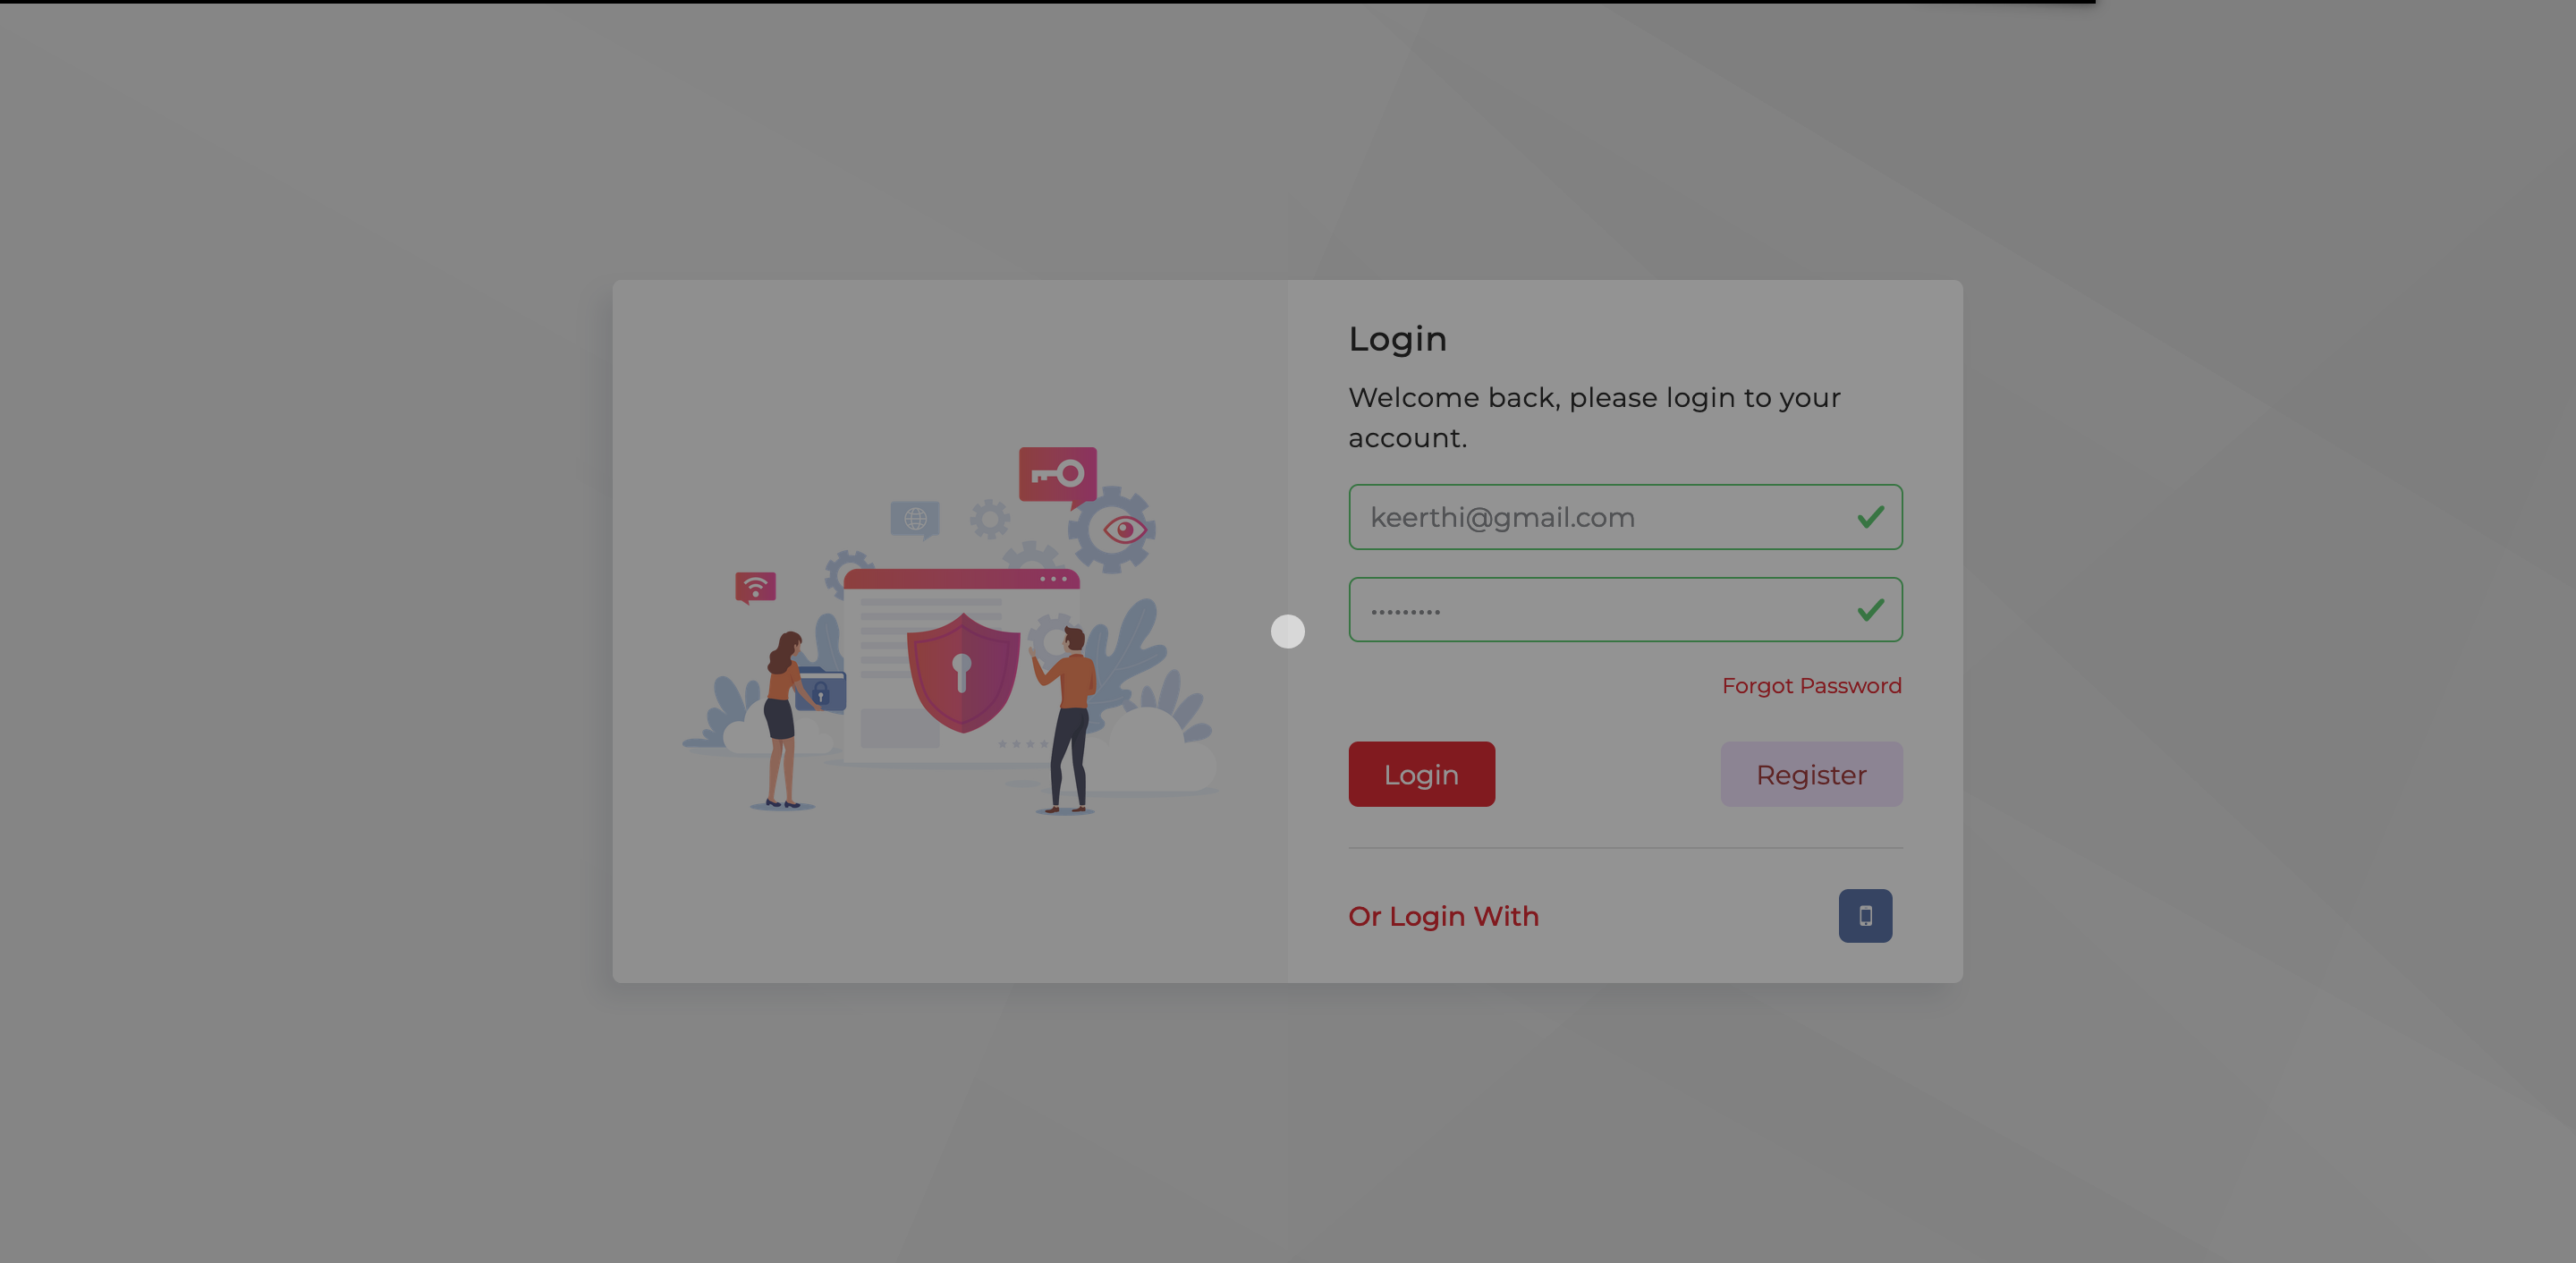 Login
Welcome back, please login to your
account.
keerthi@gmail.com
•••••••••
Forgot Password
Login
Register
Or Login With